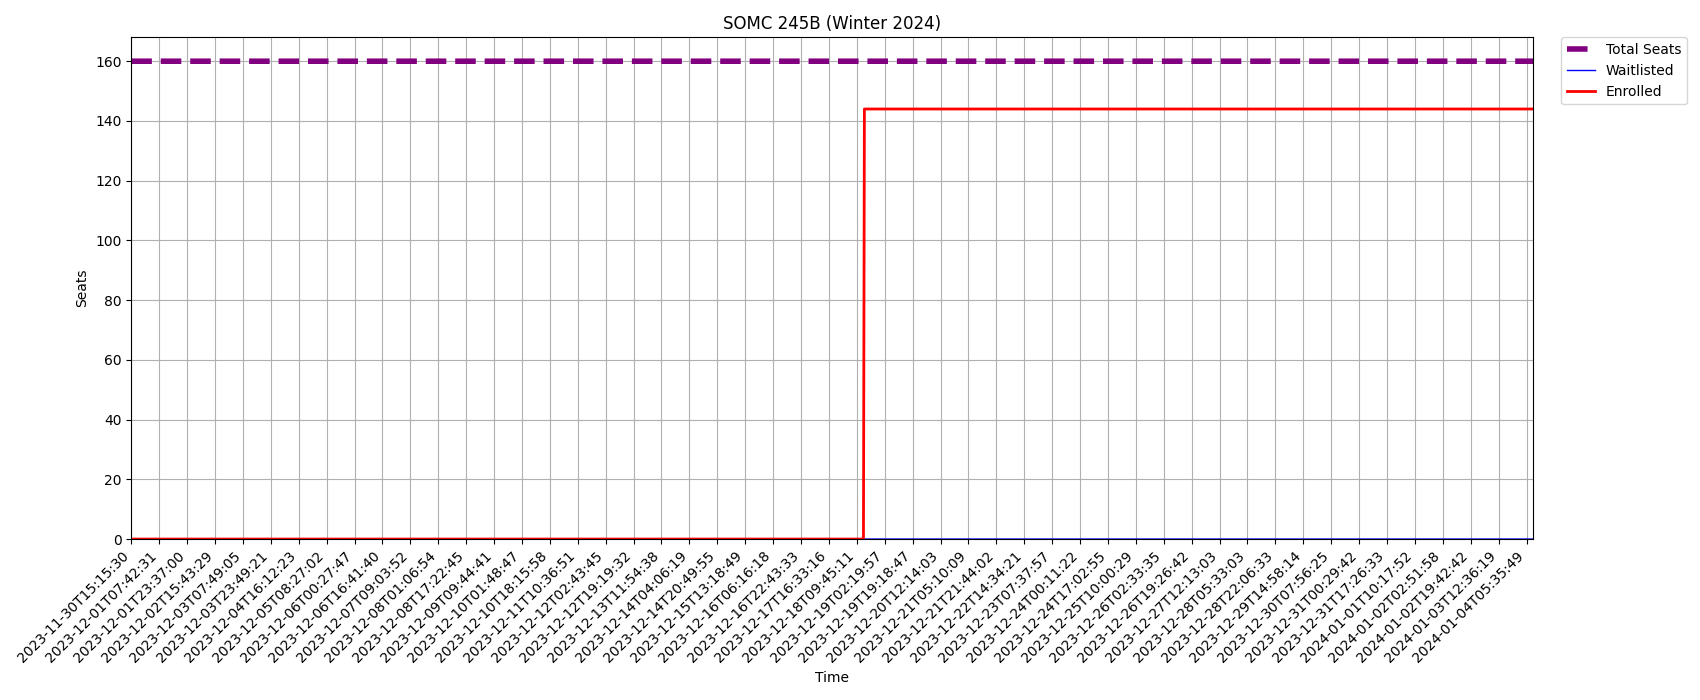 SOMC 245B (Winter 2024)
Total Seats
Waitlisted
Enrolled
160
140
120
100
80
60
40
20
0
Seats
2023-11-30T15:15:30
2023-12-01T07:42:31
2023-12-01T23:37:00
2023-12-02T15:43:29
2023-12-03T07:49:05
2023-12-03T23:49:21
2023-12-04T16:12:23
2023-12-05T08:27:02
2023-12-06T00:27:47
2023-12-06T16:41:40
2023-12-07T09:03:52
2023-12-08T01:06:54
2023-12-08T17:22:45
2023-12-09T09:44:41
2023-12-10T01:48:47
2023-12-10T18:15:58
2023-12-11T10:36:51
2023-12-12T02:43:45
2023-12-12T19:19:32
2023-12-13T11:54:38
2023-12-14T04:06:19
2023-12-14T20:49:55
2023-12-15T13:18:49
2023-12-16T06:16:18
2023-12-16T22:43:33
2023-12-17T16:33:16
2023-12-18T09:45:11
2023-12-19T02:19:57
2023-12-19T19:18:47
2023-12-20T12:14:03
2023-12-21T05:10:09
2023-12-21T21:44:02
2023-12-22T14:34:21
2023-12-23T07:37:57
2023-12-24T00:11:22
2023-12-24T17:02:55
2023-12-25T10:00:29
2023-12-26T02:33:35
2023-12-26T19:26:42
2023-12-27T12:13:03
2023-12-28T05:33:03
2023-12-28T22:06:33
2023-12-29T14:58:14
2023-12-30T07:56:25
2023-12-31T00:29:42
2023-12-31T17:26:33
2024-01-01T10:17:52
2024-01-02T02:51:58
2024-01-02T19:42:42
2024-01-03T12:36:19
2024-01-04T05:35:49
Time